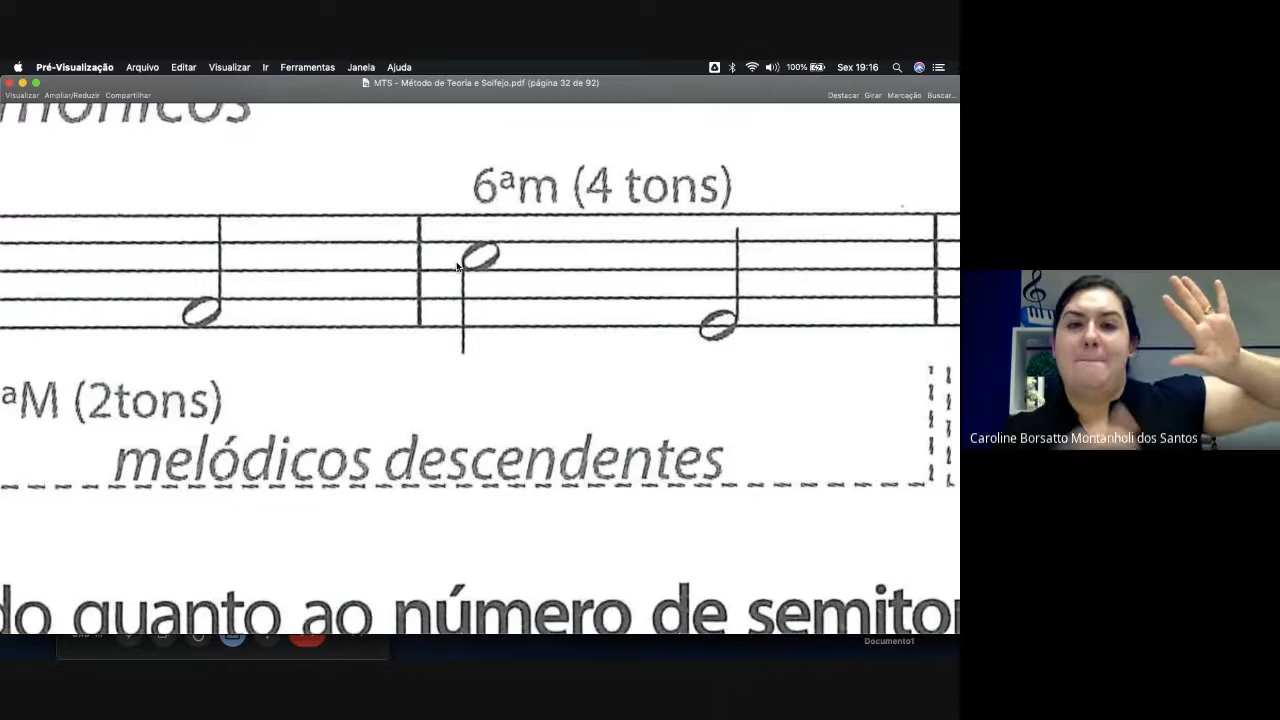 Pré-Visualização Arquivo Editar Visualizar Ir Ferramentas Janela Ajuda 100% Sex 19:16
MTS - Método de Teoria e Solfejo.pdf (página 32 de 92)
Visualizar Ampliar/Reduzir Compartilhar Destacar Girar Marcação Buscar...
mônicos
6ªm (4 tons)
ªM (2tons)
melódicos descendentes
do quanto ao número de semitor
Documento1
Caroline Borsatto Montanholi dos Santos